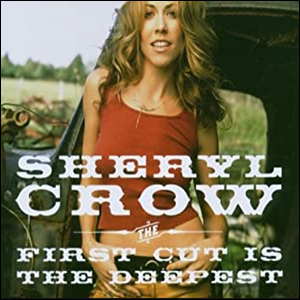 SHERYL
CROW
THE
FIRST CUT IS
THE DEEPEST